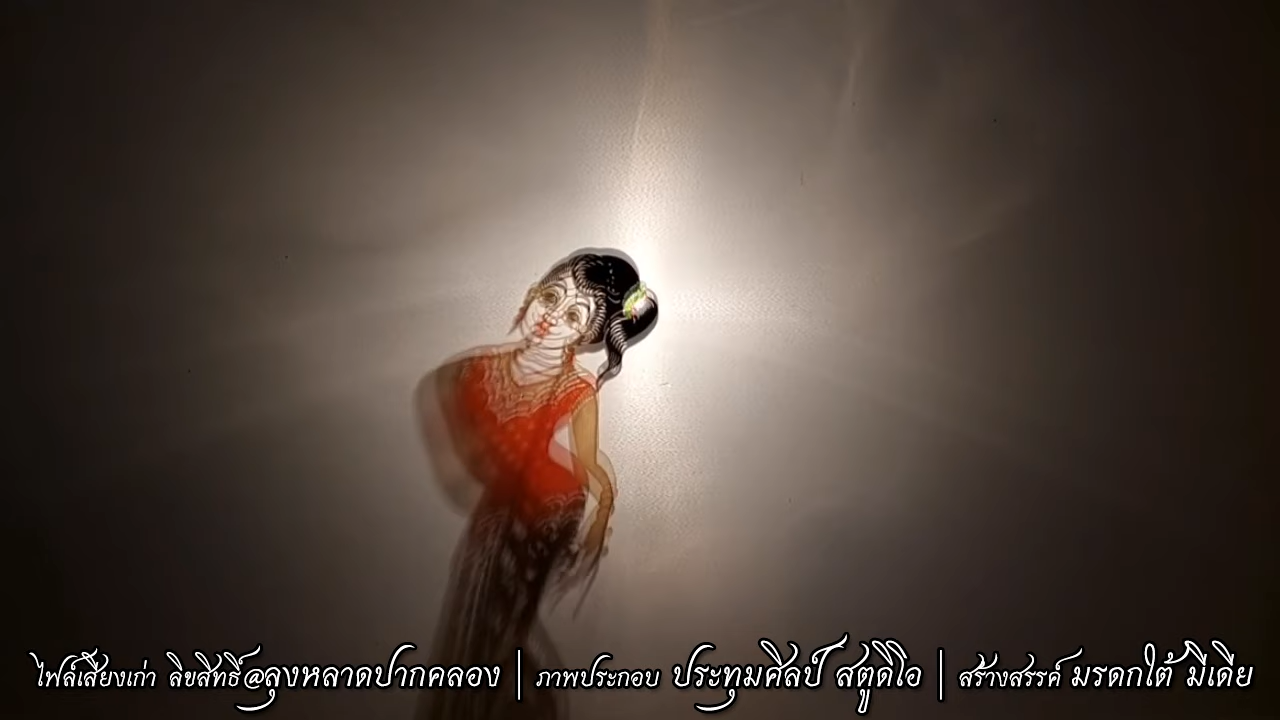 ไฟล์เสียงเก่า ลิขสิทธิ์@ลุงหลาดปากคลอง | ภาพประกอบ ประทุมศิลป์ สตูดิโอ | สร้างสรรค์ มรดกใต้ มีเดีย